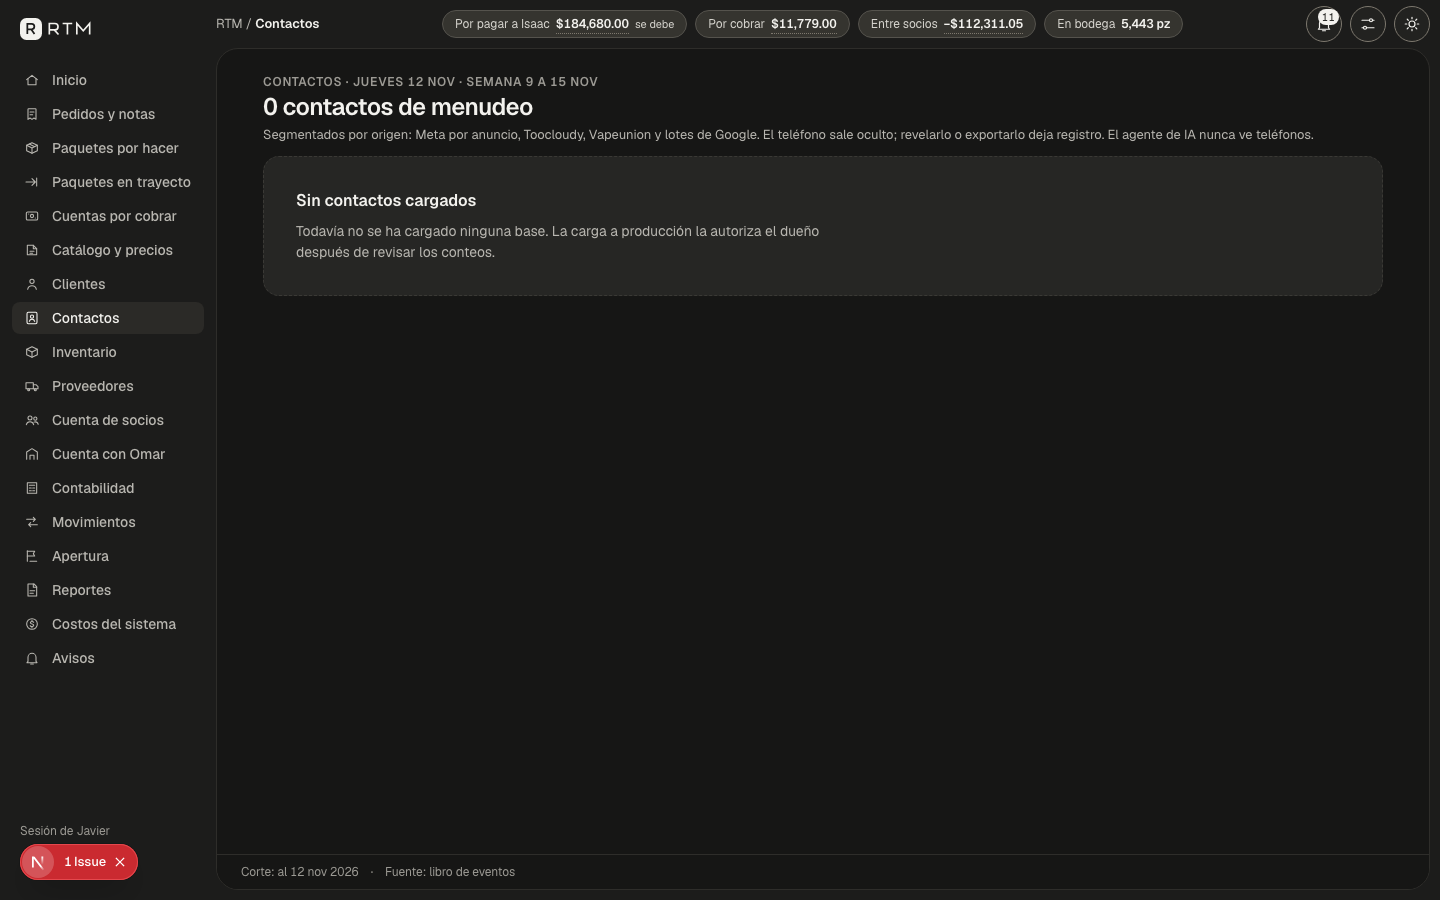 R RTM
RTM / Contactos
Por pagar a Isaac $184,680.00 se debe
Por cobrar $11,779.00
Entre socios −$112,311.05
En bodega 5,443 pz
11
Inicio
Pedidos y notas
Paquetes por hacer
Paquetes en trayecto
Cuentas por cobrar
Catálogo y precios
Clientes
Contactos
Inventario
Proveedores
Cuenta de socios
Cuenta con Omar
Contabilidad
Movimientos
Apertura
Reportes
Costos del sistema
Avisos
Sesión de Javier
N 1 Issue
CONTACTOS · JUEVES 12 NOV · SEMANA 9 A 15 NOV
0 contactos de menudeo
Segmentados por origen: Meta por anuncio, Toocloudy, Vapeunion y lotes de Google. El teléfono sale oculto; revelarlo o exportarlo deja registro. El agente de IA nunca ve teléfonos.
Sin contactos cargados
Todavía no se ha cargado ninguna base. La carga a producción la autoriza el dueño
después de revisar los conteos.
Corte: al 12 nov 2026 · Fuente: libro de eventos